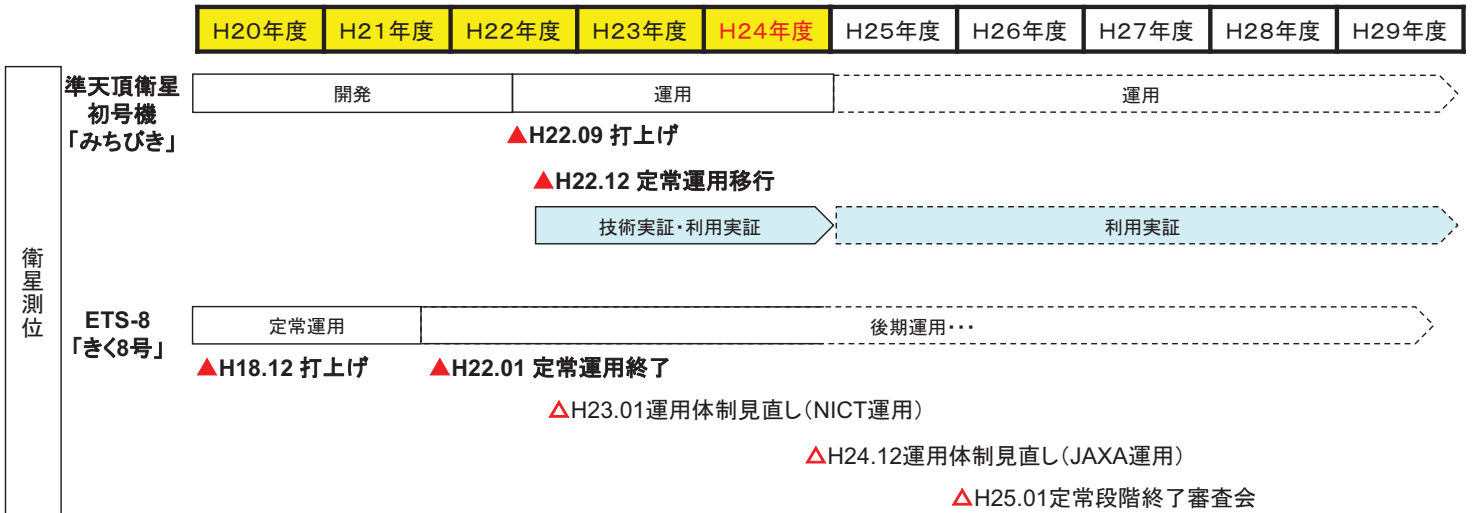 H20年度 H21年度 H22年度 H23年度 H24年度 H25年度 H26年度 H27年度 H28年度 H29年度
衛星測位
準天頂衛星
初号機
「みちびき」
開発 運用 運用
▲H22.09 打上げ
▲H22.12 定常運用移行
技術実証・利用実証 利用実証
ETS-8
「きく8号」
定常運用 後期運用・・・
▲H18.12 打上げ ▲H22.01 定常運用終了
△H23.01運用体制見直し(NICT運用)
△H24.12運用体制見直し(JAXA運用)
△H25.01定常段階終了審査会